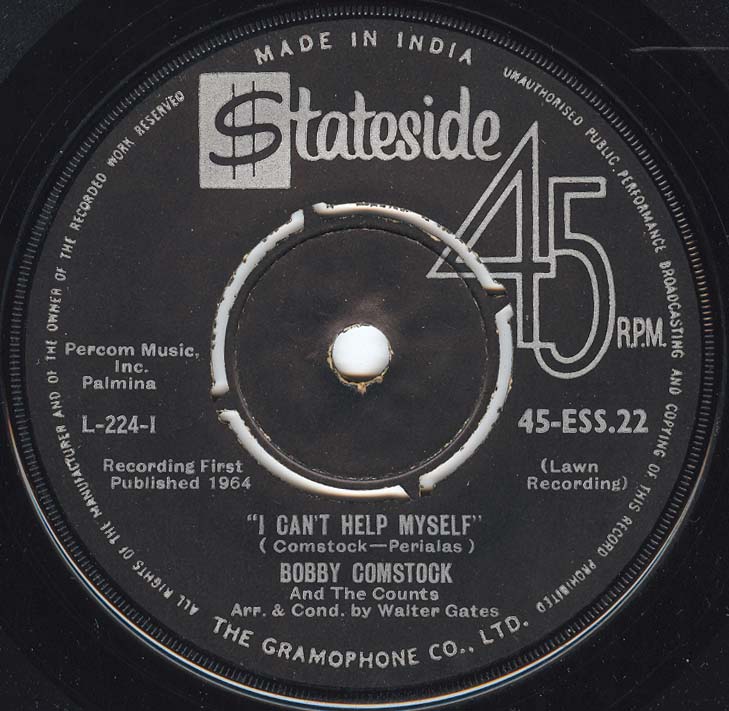 MADE IN INDIA
UNAUTHORISED PUBLIC PERFORMANCE BROADCASTING AND COPYING OF THIS RECORD PROHIBITED
ALL RIGHTS OF THE MANUFACTURER AND OF THE OWNER OF THE RECORDED WORK RESERVED
$tateside
45
R.P.M.
Percom Music,
Inc.
Palmina
L-224-I
45-ESS.22
Recording First
Published 1964
(Lawn
Recording)
"I CAN'T HELP MYSELF"
(Comstock—Perialas)
BOBBY COMSTOCK
And The Counts
Arr. & Cond. by Walter Gates
THE GRAMOPHONE CO., LTD.